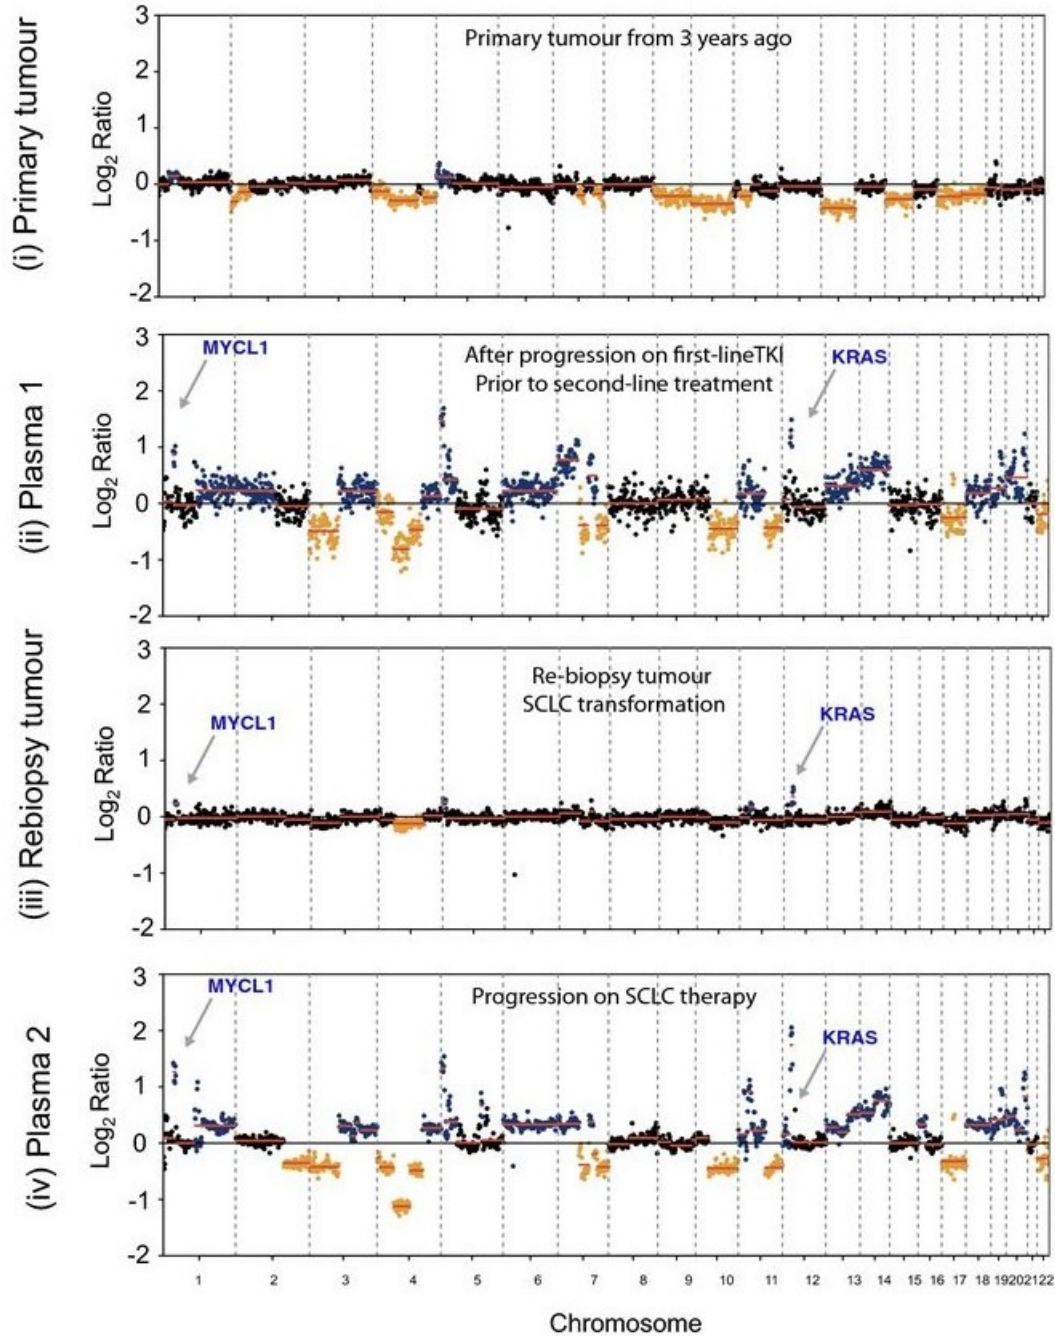 (i) Primary tumour
Log2 Ratio
3
2
1
0
-1
-2
Primary tumour from 3 years ago
(ii) Plasma 1
Log2 Ratio
3
2
1
0
-1
-2
MYCL1
After progression on first-lineTKI
Prior to second-line treatment
KRAS
(iii) Rebiopsy tumour
Log2 Ratio
3
2
1
0
-1
-2
MYCL1
Re-biopsy tumour
SCLC transformation
KRAS
(iv) Plasma 2
Log2 Ratio
3
2
1
0
-1
-2
MYCL1
Progression on SCLC therapy
KRAS
1 2 3 4 5 6 7 8 9 10 11 12 13 14 15 16 17 18 19202122
Chromosome